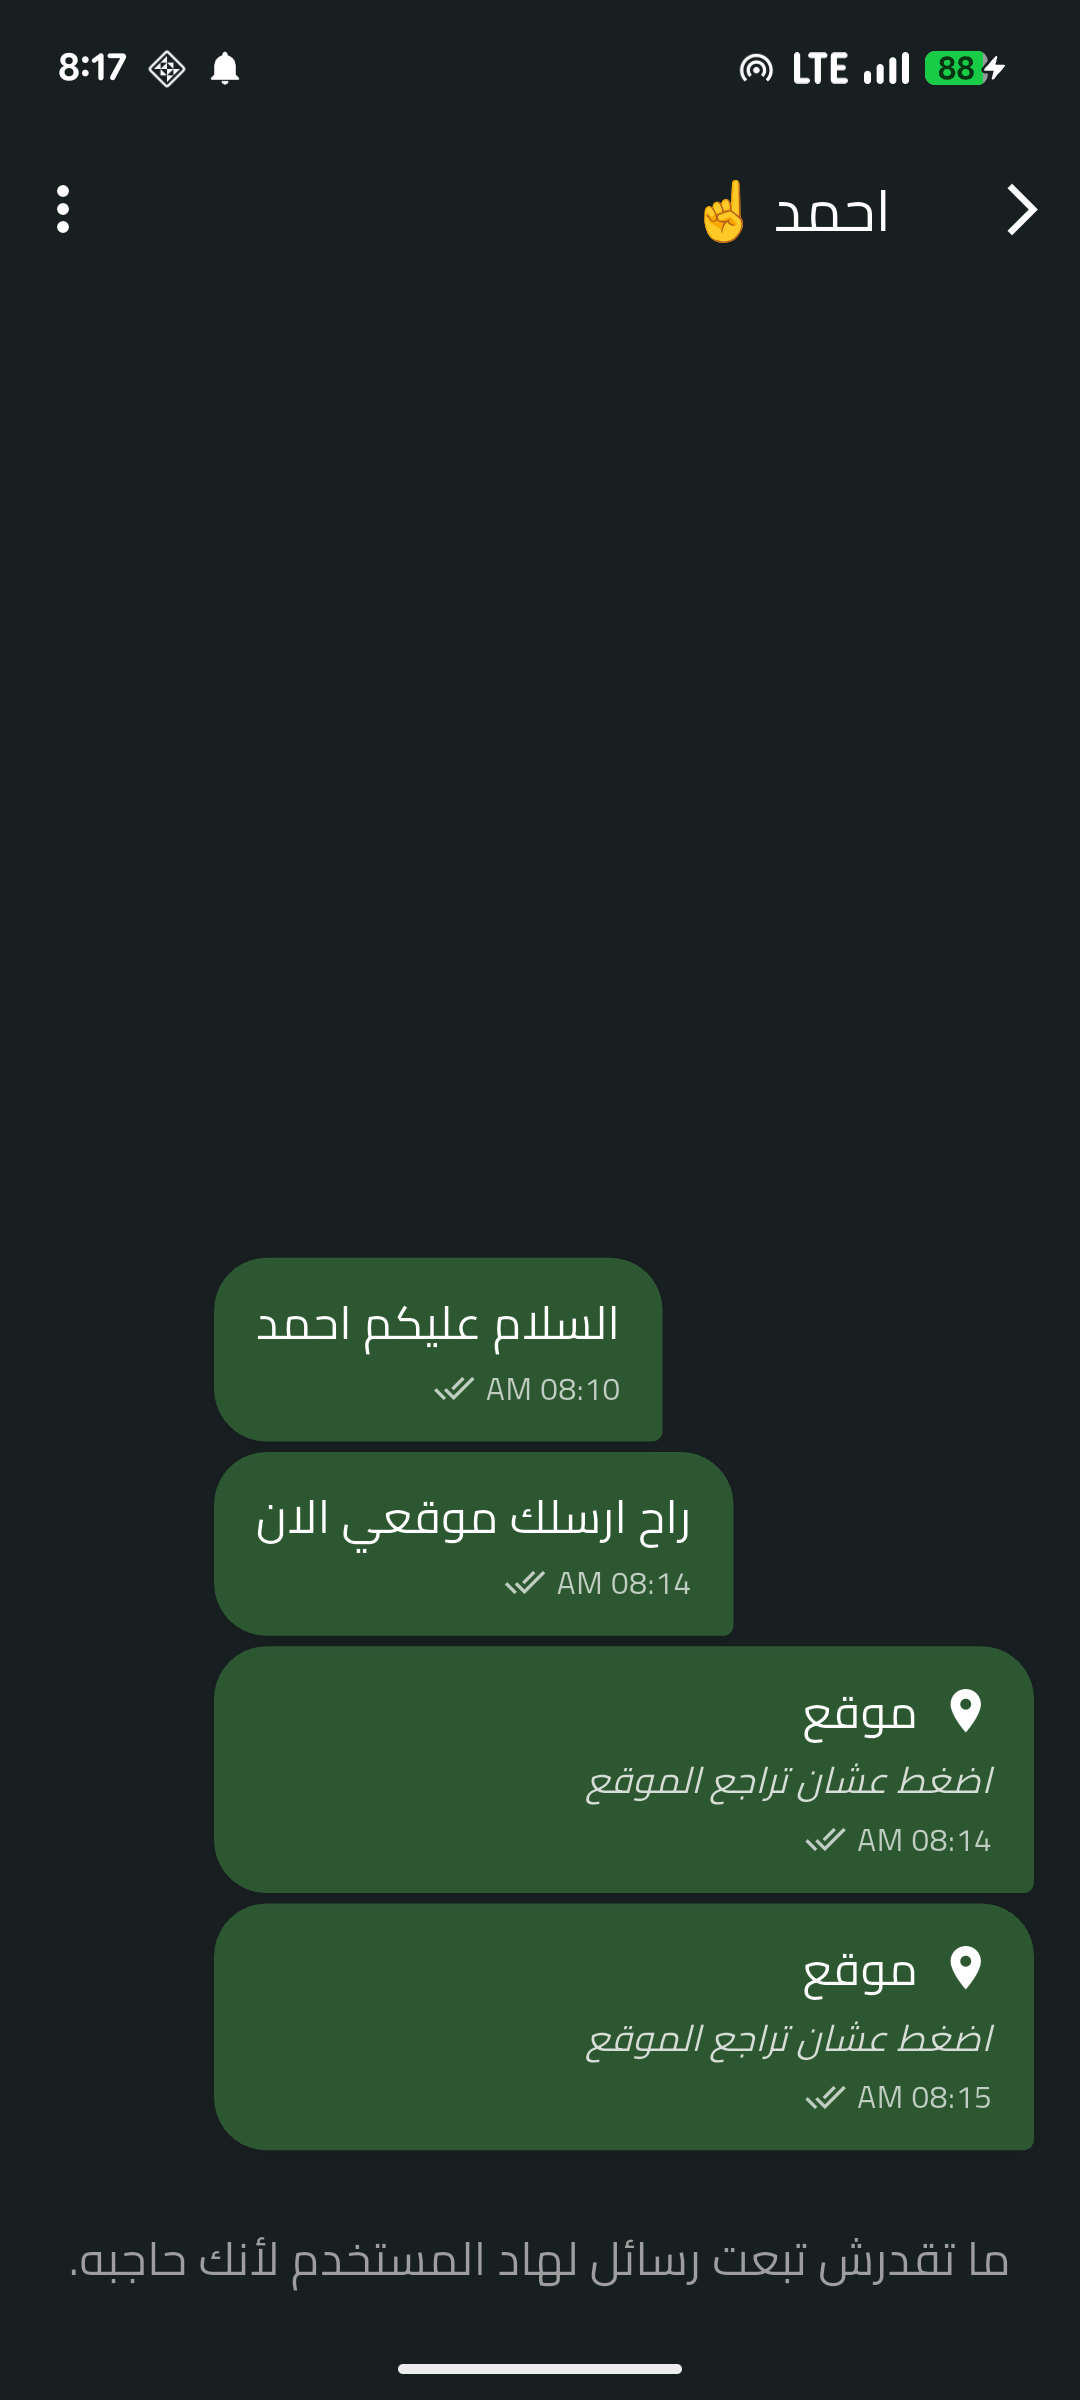 8:17 LTE 88
احمد ☝️
السلام عليكم احمد
08:10 AM
راح ارسلك موقعي الان
08:14 AM
موقع
اضغط عشان تراجع الموقع
08:14 AM
موقع
اضغط عشان تراجع الموقع
08:15 AM
ما تقدرش تبعت رسائل لهاد المستخدم لأنك حاجبه.